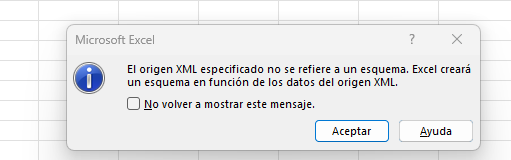 Microsoft Excel
?
El origen XML especificado no se refiere a un esquema. Excel creará
un esquema en función de los datos del origen XML.
No volver a mostrar este mensaje.
Aceptar
Ayuda